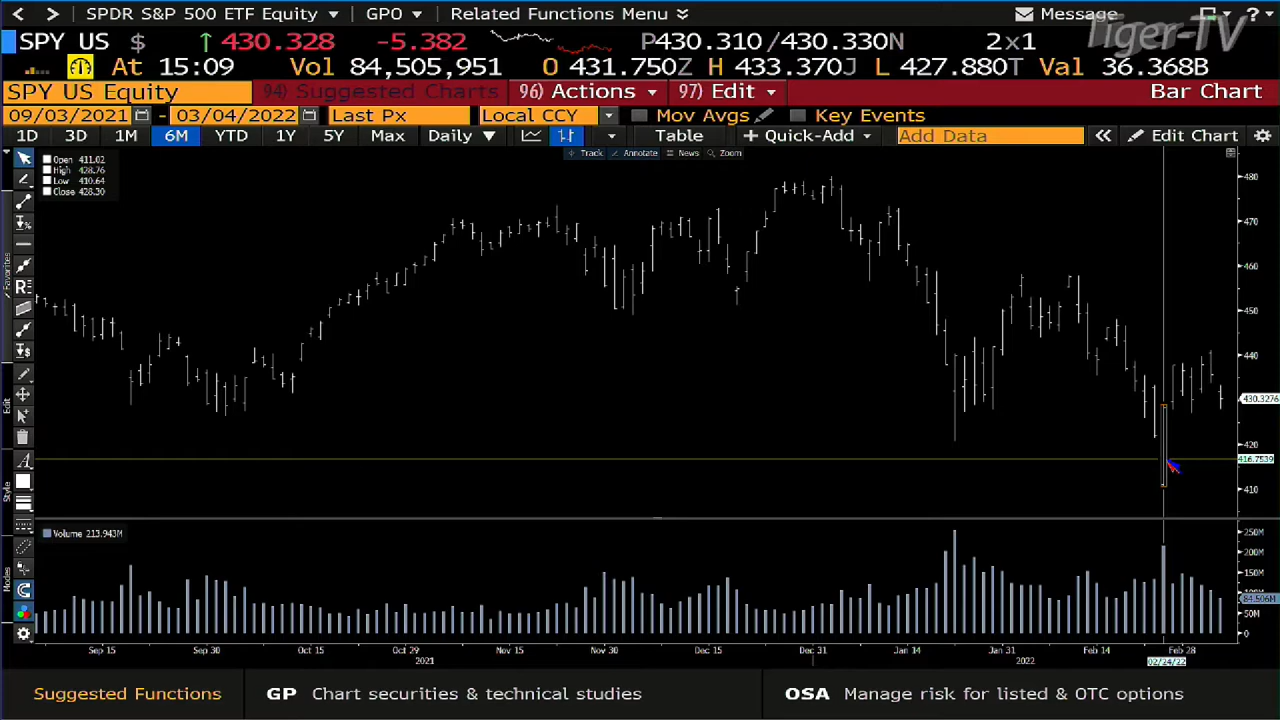 SPDR S&P 500 ETF Equity GPO Related Functions Menu Message ?
Tiger-TV
SPY US $ 430.328 -5.382 P430.310/430.330N 2x1
At 15:09 Vol 84,505,951 O 431.750Z H 433.370J L 427.880T Val 36.368B
SPY US Equity 94) Suggested Charts 96) Actions 97) Edit Bar Chart
09/03/2021 - 03/04/2022 Last Px Local CCY Mov Avgs Key Events
1D 3D 1M 6M YTD 1Y 5Y Max Daily Table + Quick-Add Add Data « Edit Chart
Track Annotate News Zoom
Open 411.02
High 428.76
Low 410.64
Close 428.30
480
470
460
450
440
430.3276
420
416.7539
410
Favorites
Edit
Style
Modes
Volume 213.943M
250M
200M
150M
100M
84.506M
50M
0
Sep 15 Sep 30 Oct 15 Oct 29 Nov 15 Nov 30 Dec 15 Dec 31 Jan 14 Jan 31 Feb 14 Feb 28
2021 2022 02/24/22
Suggested Functions GP Chart securities & technical studies OSA Manage risk for listed & OTC options